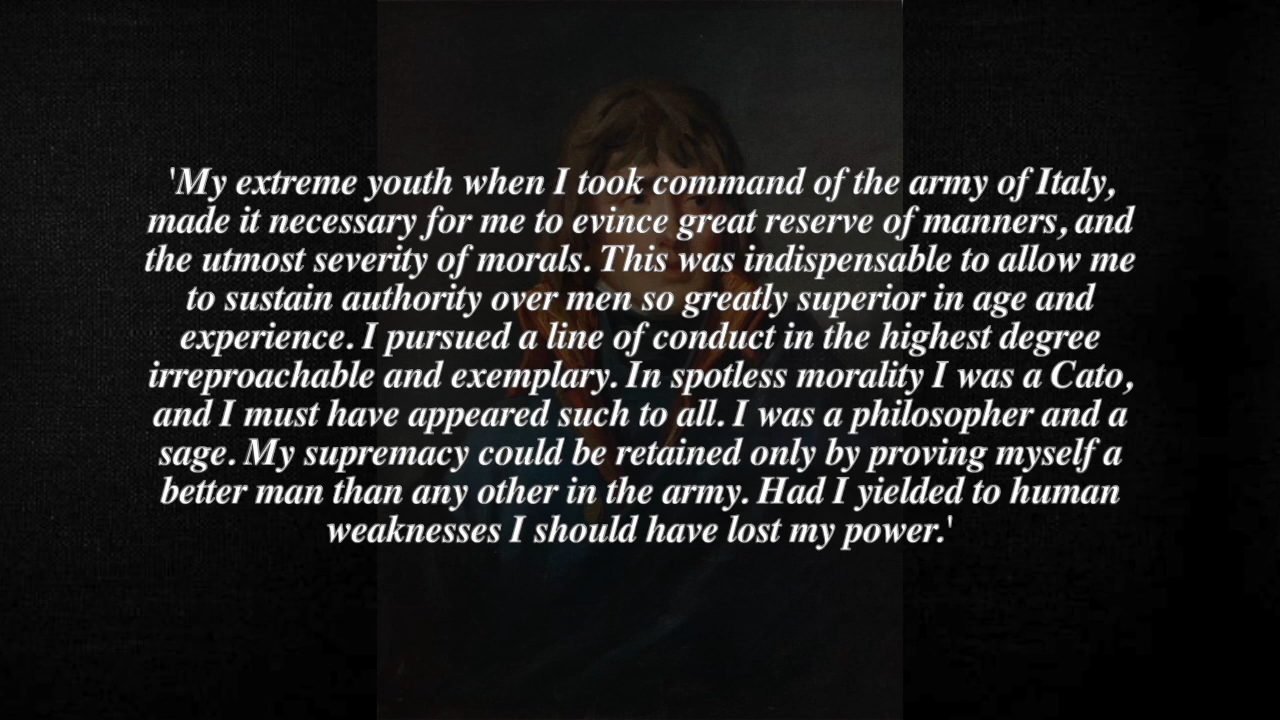 'My extreme youth when I took command of the army of Italy,
made it necessary for me to evince great reserve of manners, and
the utmost severity of morals. This was indispensable to allow me
to sustain authority over men so greatly superior in age and
experience. I pursued a line of conduct in the highest degree
irreproachable and exemplary. In spotless morality I was a Cato,
and I must have appeared such to all. I was a philosopher and a
sage. My supremacy could be retained only by proving myself a
better man than any other in the army. Had I yielded to human
weaknesses I should have lost my power.'